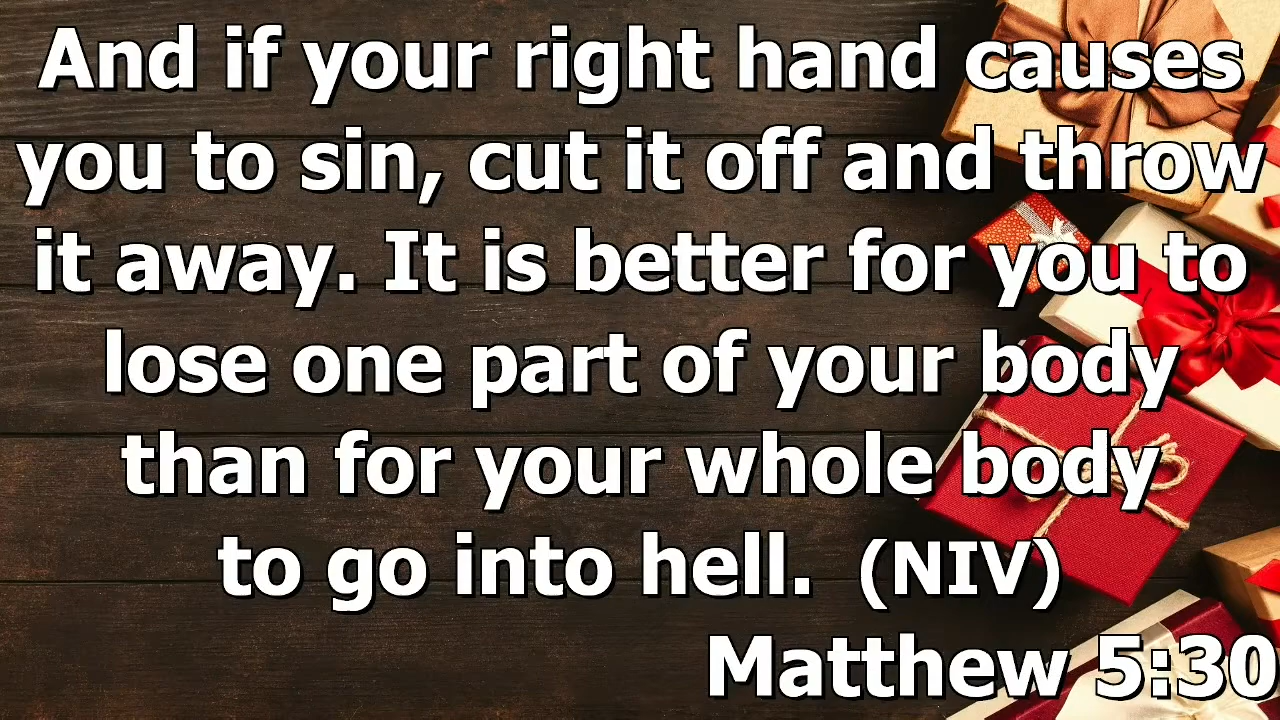 And if your right hand causes
you to sin, cut it off and throw
it away. It is better for you to
lose one part of your body
than for your whole body
to go into hell. (NIV)
Matthew 5:30